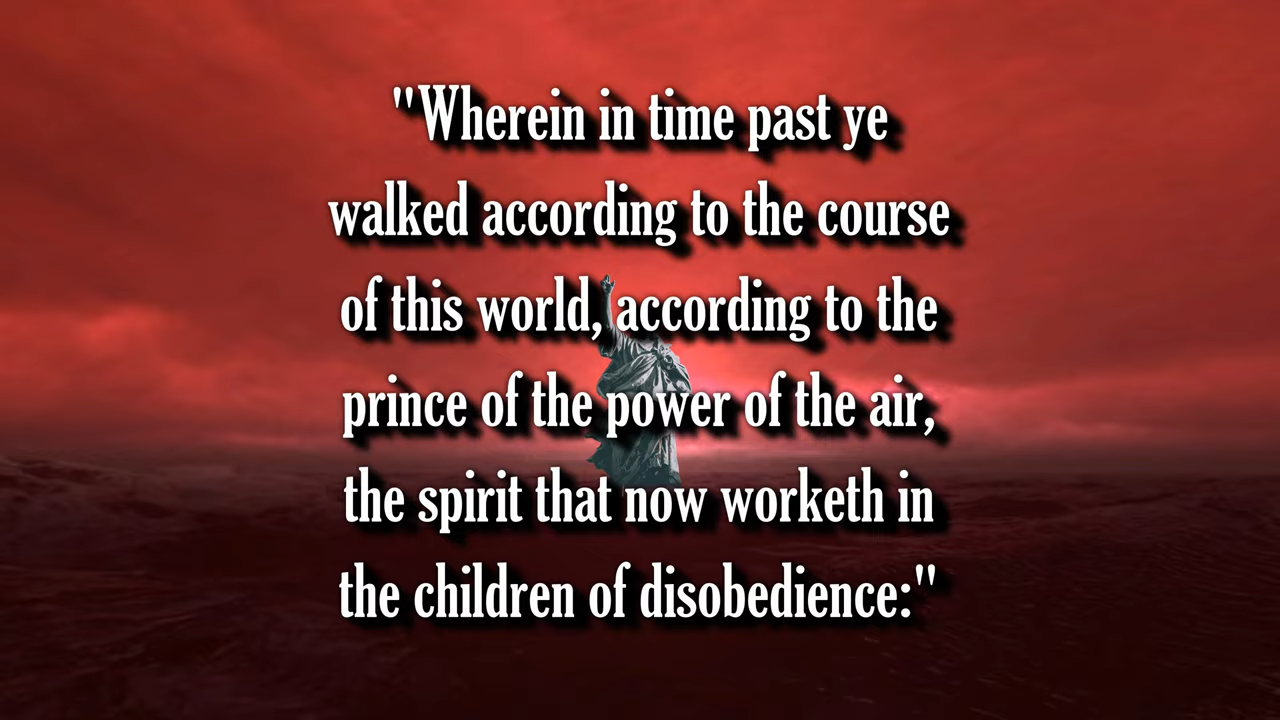 "Wherein in time past ye
walked according to the course
of this world, according to the
prince of the power of the air,
the spirit that now worketh in
the children of disobedience:"